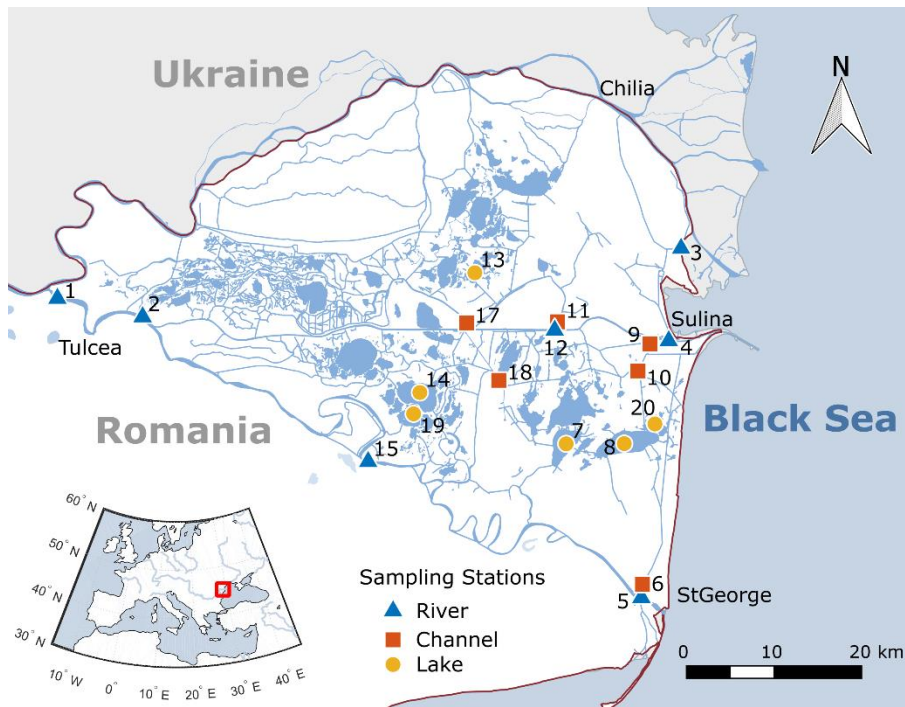 Ukraine
Chilia
N
13
3
1
2
Tulcea
17
11
12
Sulina
9
4
18
10
14
Romania
19
20
Black Sea
15
7
8
60° N
50° N
40° N
30° N
10° W
0°
10° E
20° E
30° E
40° E
Sampling Stations
River
Channel
Lake
6
5
StGeorge
0
10
20 km